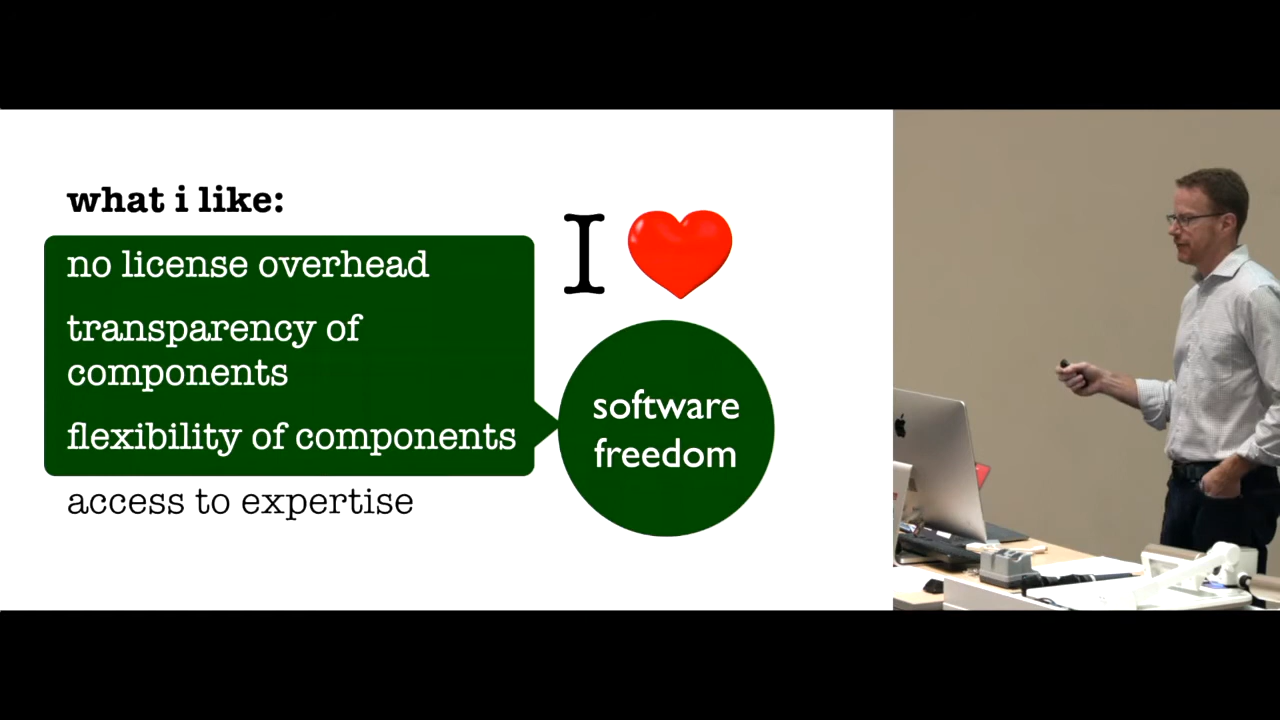 what i like:
no license overhead
transparency of
components
flexibility of components
access to expertise
I
software
freedom